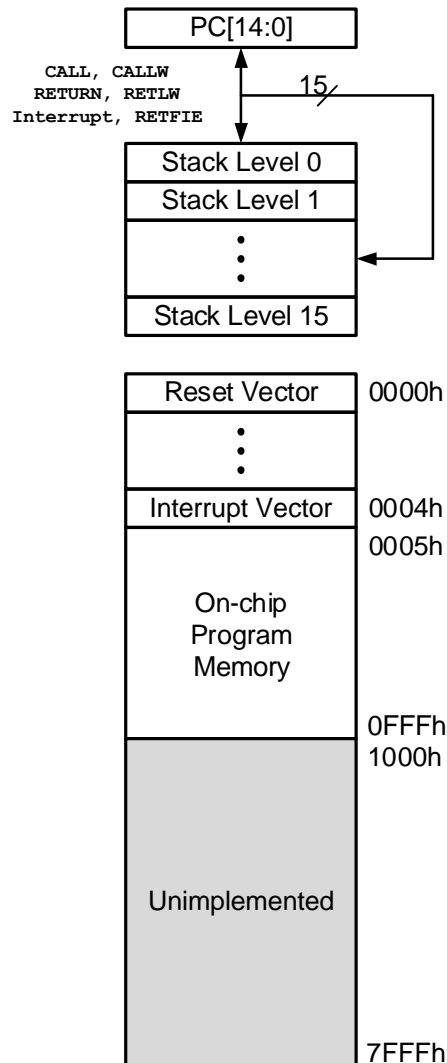 PC[14:0]
CALL, CALLW
RETURN, RETLW
Interrupt, RETFIE
15
Stack Level 0
Stack Level 1
Stack Level 15
Reset Vector
0000h
Interrupt Vector
0004h
0005h
On-chip
Program
Memory
0FFFh
1000h
Unimplemented
7FFFh